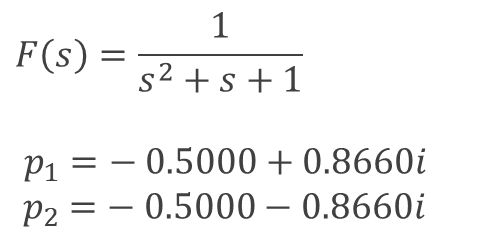 F(s) = 1 / (s² + s + 1)
p₁ = − 0.5000 + 0.8660i
p₂ = − 0.5000 − 0.8660i